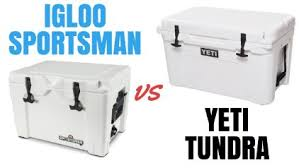 IGLOO
SPORTSMAN
VS
YETI
YETI
TUNDRA